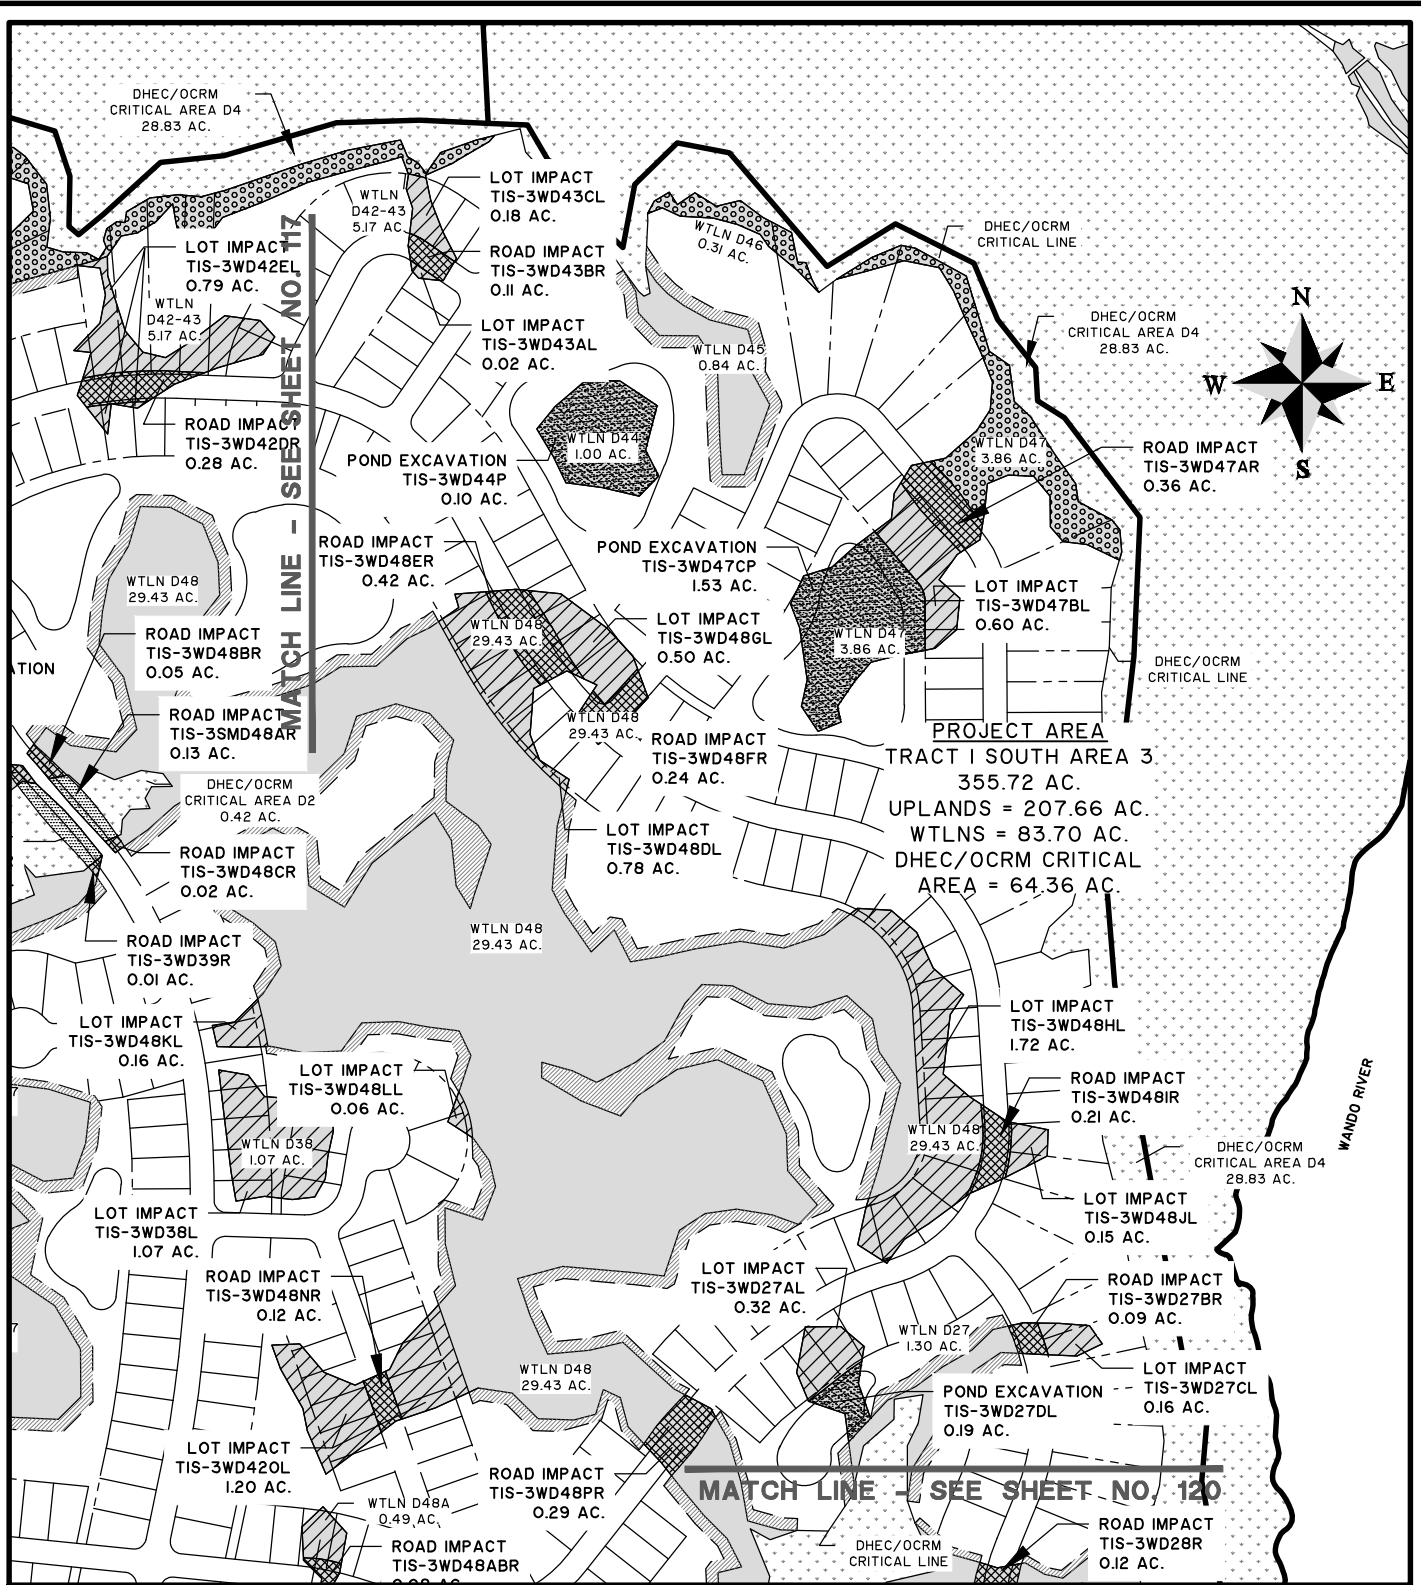 DHEC/OCRM
CRITICAL AREA D4
28.83 AC.
WTLN
D42-43
5.17 AC.
LOT IMPACT
TIS-3WD43CL
0.18 AC.
WTLN D46
0.31 AC.
DHEC/OCRM
CRITICAL LINE
LOT IMPACT
TIS-3WD42EL
0.79 AC.
ROAD IMPACT
TIS-3WD43BR
0.11 AC.
WTLN
D42-43
5.17 AC.
LOT IMPACT
TIS-3WD43AL
0.02 AC.
WTLN D45
0.84 AC.
DHEC/OCRM
CRITICAL AREA D4
28.83 AC.
N
W
E
S
MATCH LINE - SEE SHEET NO. 117
ROAD IMPACT
TIS-3WD42DR
0.28 AC.
POND EXCAVATION
TIS-3WD44P
0.10 AC.
WTLN D44
1.00 AC.
WTLN D47
3.86 AC.
ROAD IMPACT
TIS-3WD47AR
0.36 AC.
ROAD IMPACT
TIS-3WD48ER
0.42 AC.
POND EXCAVATION
TIS-3WD47CP
1.53 AC.
WTLN D48
29.43 AC.
LOT IMPACT
TIS-3WD47BL
0.60 AC.
LOT IMPACT
TIS-3WD48GL
0.50 AC.
WTLN D48
29.43 AC.
WTLN D47
3.86 AC.
ROAD IMPACT
TIS-3WD48BR
0.05 AC.
ATION
DHEC/OCRM
CRITICAL LINE
ROAD IMPACT
TIS-3SMD48AR
0.13 AC.
WTLN D48
29.43 AC.
ROAD IMPACT
TIS-3WD48FR
0.24 AC.
PROJECT AREA
TRACT I SOUTH AREA 3
355.72 AC.
UPLANDS = 207.66 AC.
WTLNS = 83.70 AC.
DHEC/OCRM CRITICAL
AREA = 64.36 AC.
DHEC/OCRM
CRITICAL AREA D2
0.42 AC.
LOT IMPACT
TIS-3WD48DL
0.78 AC.
ROAD IMPACT
TIS-3WD48CR
0.02 AC.
WTLN D48
29.43 AC.
ROAD IMPACT
TIS-3WD39R
0.01 AC.
LOT IMPACT
TIS-3WD48KL
0.16 AC.
LOT IMPACT
TIS-3WD48HL
1.72 AC.
LOT IMPACT
TIS-3WD48LL
0.06 AC.
ROAD IMPACT
TIS-3WD48IR
0.21 AC.
WANDO RIVER
7
WTLN D38
1.07 AC.
WTLN D48
29.43 AC.
DHEC/OCRM
CRITICAL AREA D4
28.83 AC.
LOT IMPACT
TIS-3WD38L
1.07 AC.
LOT IMPACT
TIS-3WD48JL
0.15 AC.
ROAD IMPACT
TIS-3WD48NR
0.12 AC.
LOT IMPACT
TIS-3WD27AL
0.32 AC.
ROAD IMPACT
TIS-3WD27BR
0.09 AC.
7
WTLN D27
1.30 AC.
WTLN D48
29.43 AC.
LOT IMPACT
TIS-3WD27CL
0.16 AC.
POND EXCAVATION
TIS-3WD27DL
0.19 AC.
LOT IMPACT
TIS-3WD42OL
1.20 AC.
ROAD IMPACT
TIS-3WD48PR
0.29 AC.
MATCH LINE - SEE SHEET NO. 120
WTLN D48A
0.49 AC.
ROAD IMPACT
TIS-3WD48ABR
DHEC/OCRM
CRITICAL LINE
ROAD IMPACT
TIS-3WD28R
0.12 AC.